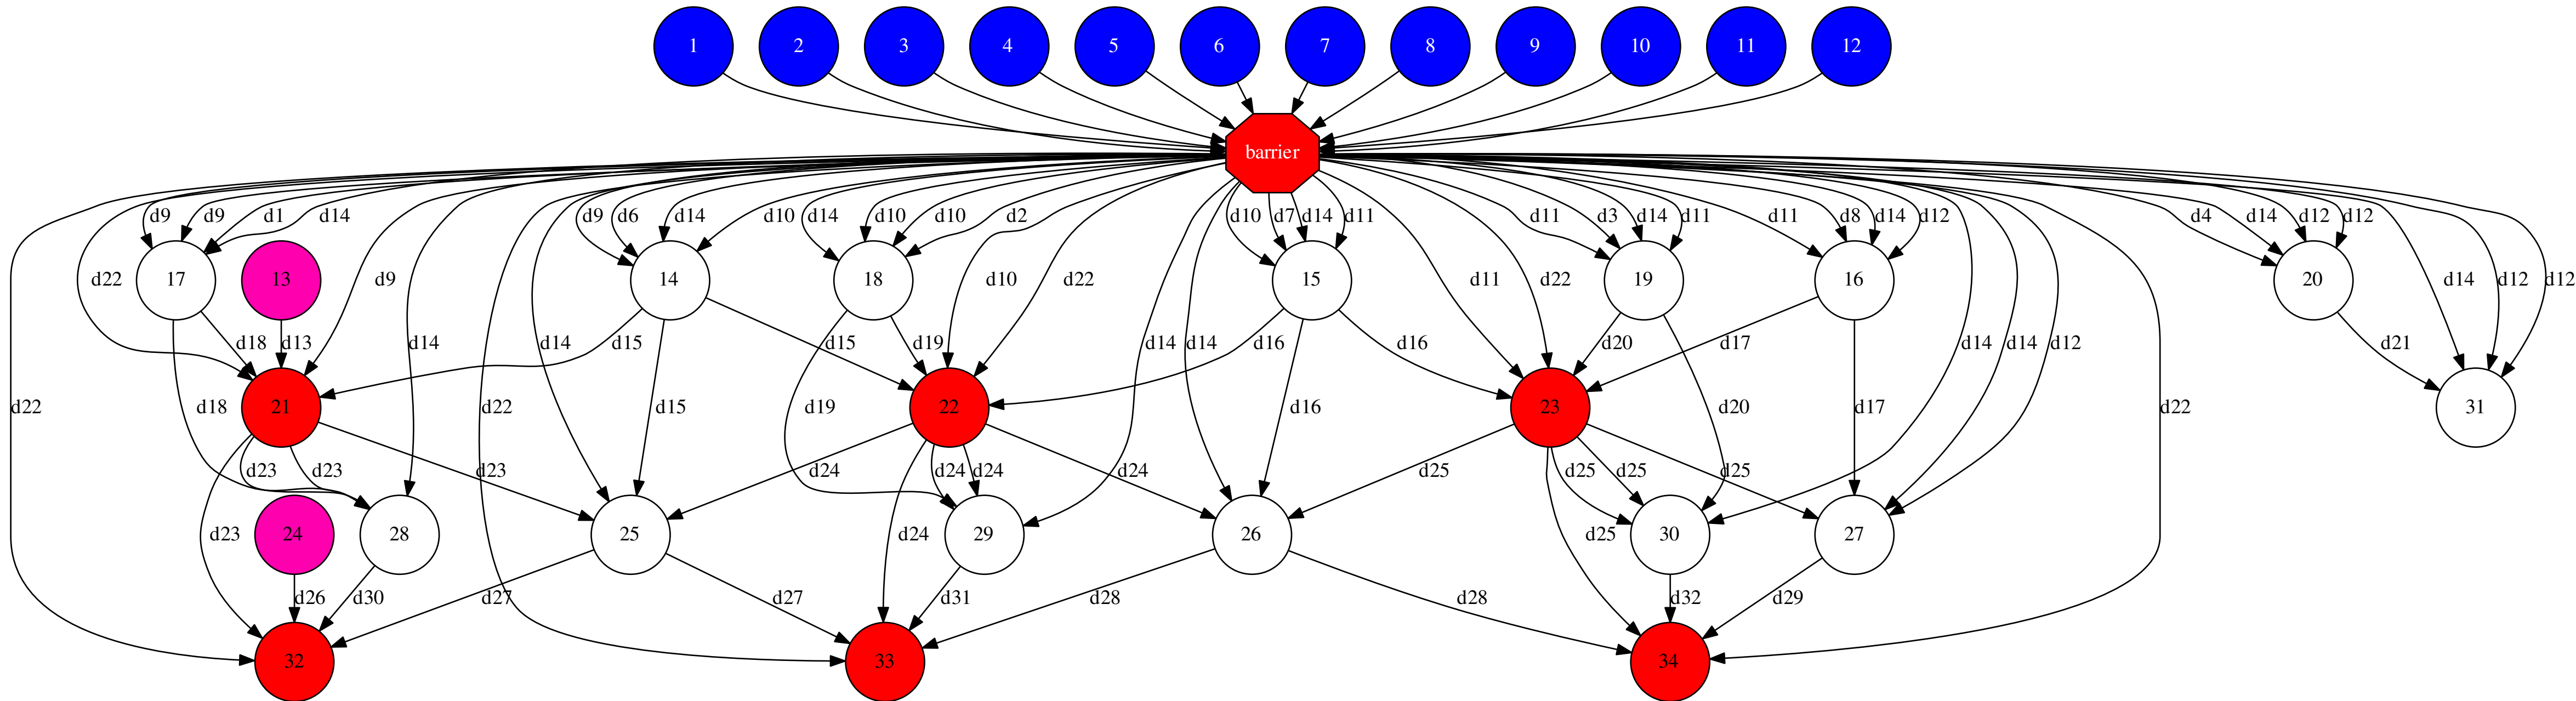 1 2 3 4 5 6 7 8 9 10 11 12
barrier
d9 d9 d1 d14 d9 d6 d14 d10 d14 d10 d10 d2 d10 d7 d14 d11 d11 d3 d14 d11 d11 d8 d14 d12 d4 d14 d12 d12
d22 17 13 d9 14 18 d10 d22 15 d11 d22 19 16 20 d14 d12 d12
d18 d13 d14 d14 d15 d15 d19 d16 d14 d14 d16 d20 d17 d14 d14 d12 d21
d22 d18 21 d22 d15 d19 22 d16 23 d20 d17 d22 31
d23 d23 d23 d24 d24 d24 d24 d25 d25 d25 d25
d23 24 28 25 d24 29 26 d25 30 27
d26 d30 d27 d27 d31 d28 d28 d32 d29
32 33 34